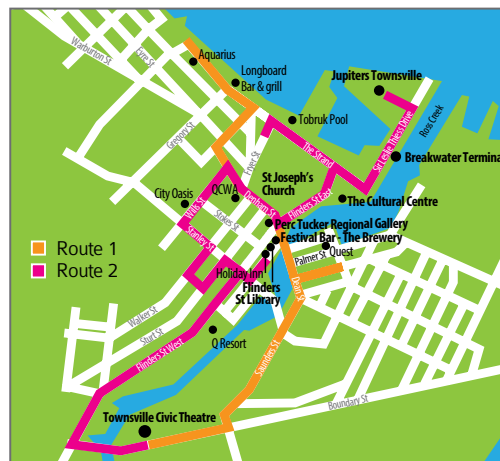 Warburton St
Eyre St
Aquarius
Longboard
Bar & grill
Jupiters Townsville
Gregory St
Tobruk Pool
Ross Creek
Sir Leslie Thiess Drive
Fryer St
The Strand
Breakwater Terminal
St Joseph's
Church
City Oasis
QCWA
Denham St
Flinders St East
The Cultural Centre
Wills St
Stokes St
Perc Tucker Regional Gallery
Stanley St
Festival Bar - The Brewery
Route 1
Palmer St
Quest
Route 2
Holiday Inn
Flinders
St Library
Dean St
Walker St
Sturt St
Q Resort
Flinders St West
Saunders St
Boundary St
Townsville Civic Theatre